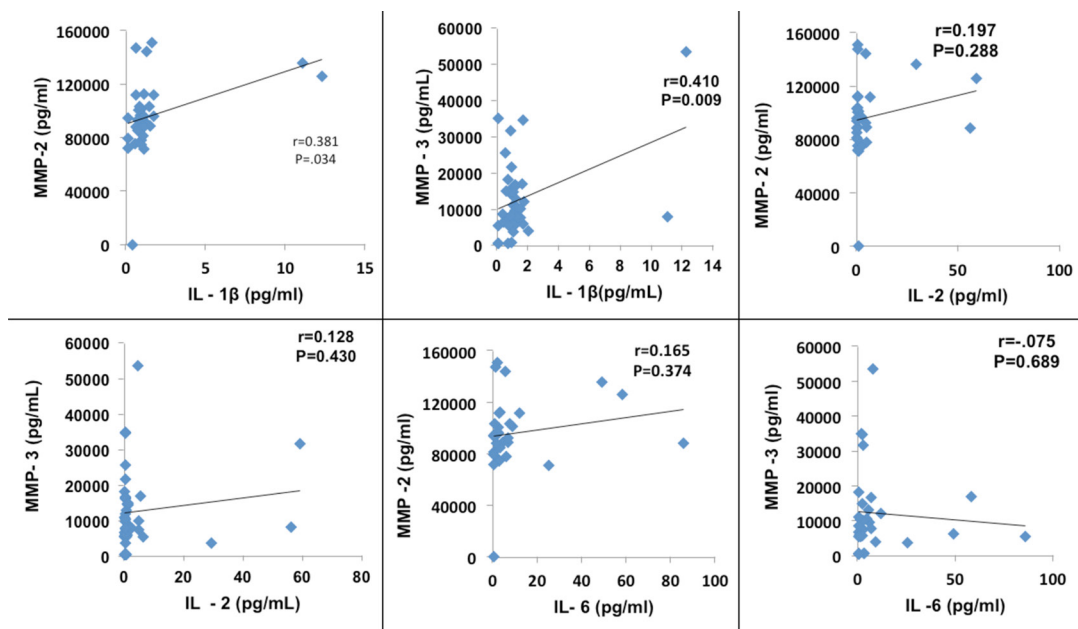 160000
120000
80000
40000
0
MMP-2 (pg/ml)
r=0.381
P=.034
0 5 10 15
IL - 1β (pg/ml)
60000
50000
40000
30000
20000
10000
0
MMP - 3 (pg/mL)
r=0.410
P=0.009
0 2 4 6 8 10 12 14
IL - 1β(pg/mL)
r=0.197
P=0.288
160000
120000
80000
40000
0
MMP- 2 (pg/ml)
0 50 100
IL -2 (pg/ml)
r=0.128
P=0.430
60000
50000
40000
30000
20000
10000
0
MMP- 3 (pg/mL)
0 20 40 60 80
IL - 2 (pg/mL)
r=0.165
P=0.374
160000
120000
80000
40000
0
MMP -2 (pg/ml)
0 20 40 60 80 100
IL- 6 (pg/ml)
r=-.075
P=0.689
60000
50000
40000
30000
20000
10000
0
MMP -3 (pg/ml)
0 50 100
IL -6 (pg/ml)